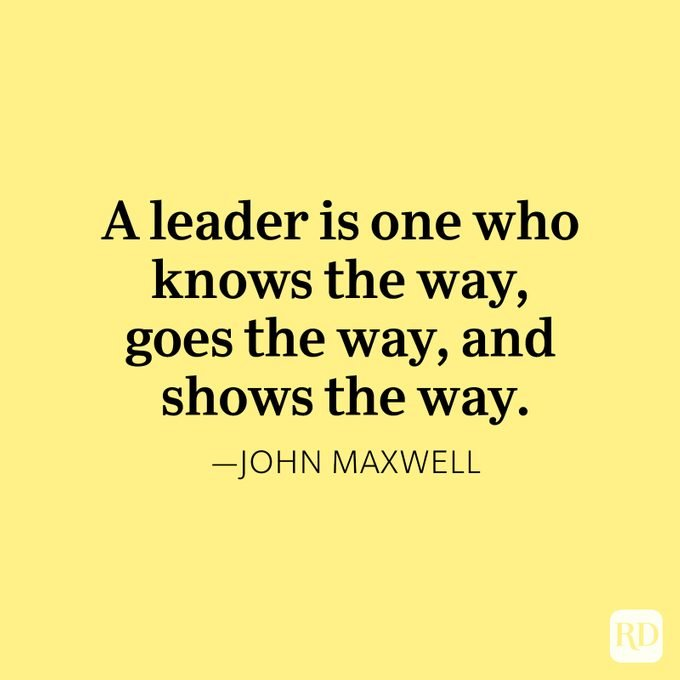 A leader is one who
knows the way,
goes the way, and
shows the way.
—JOHN MAXWELL
RD